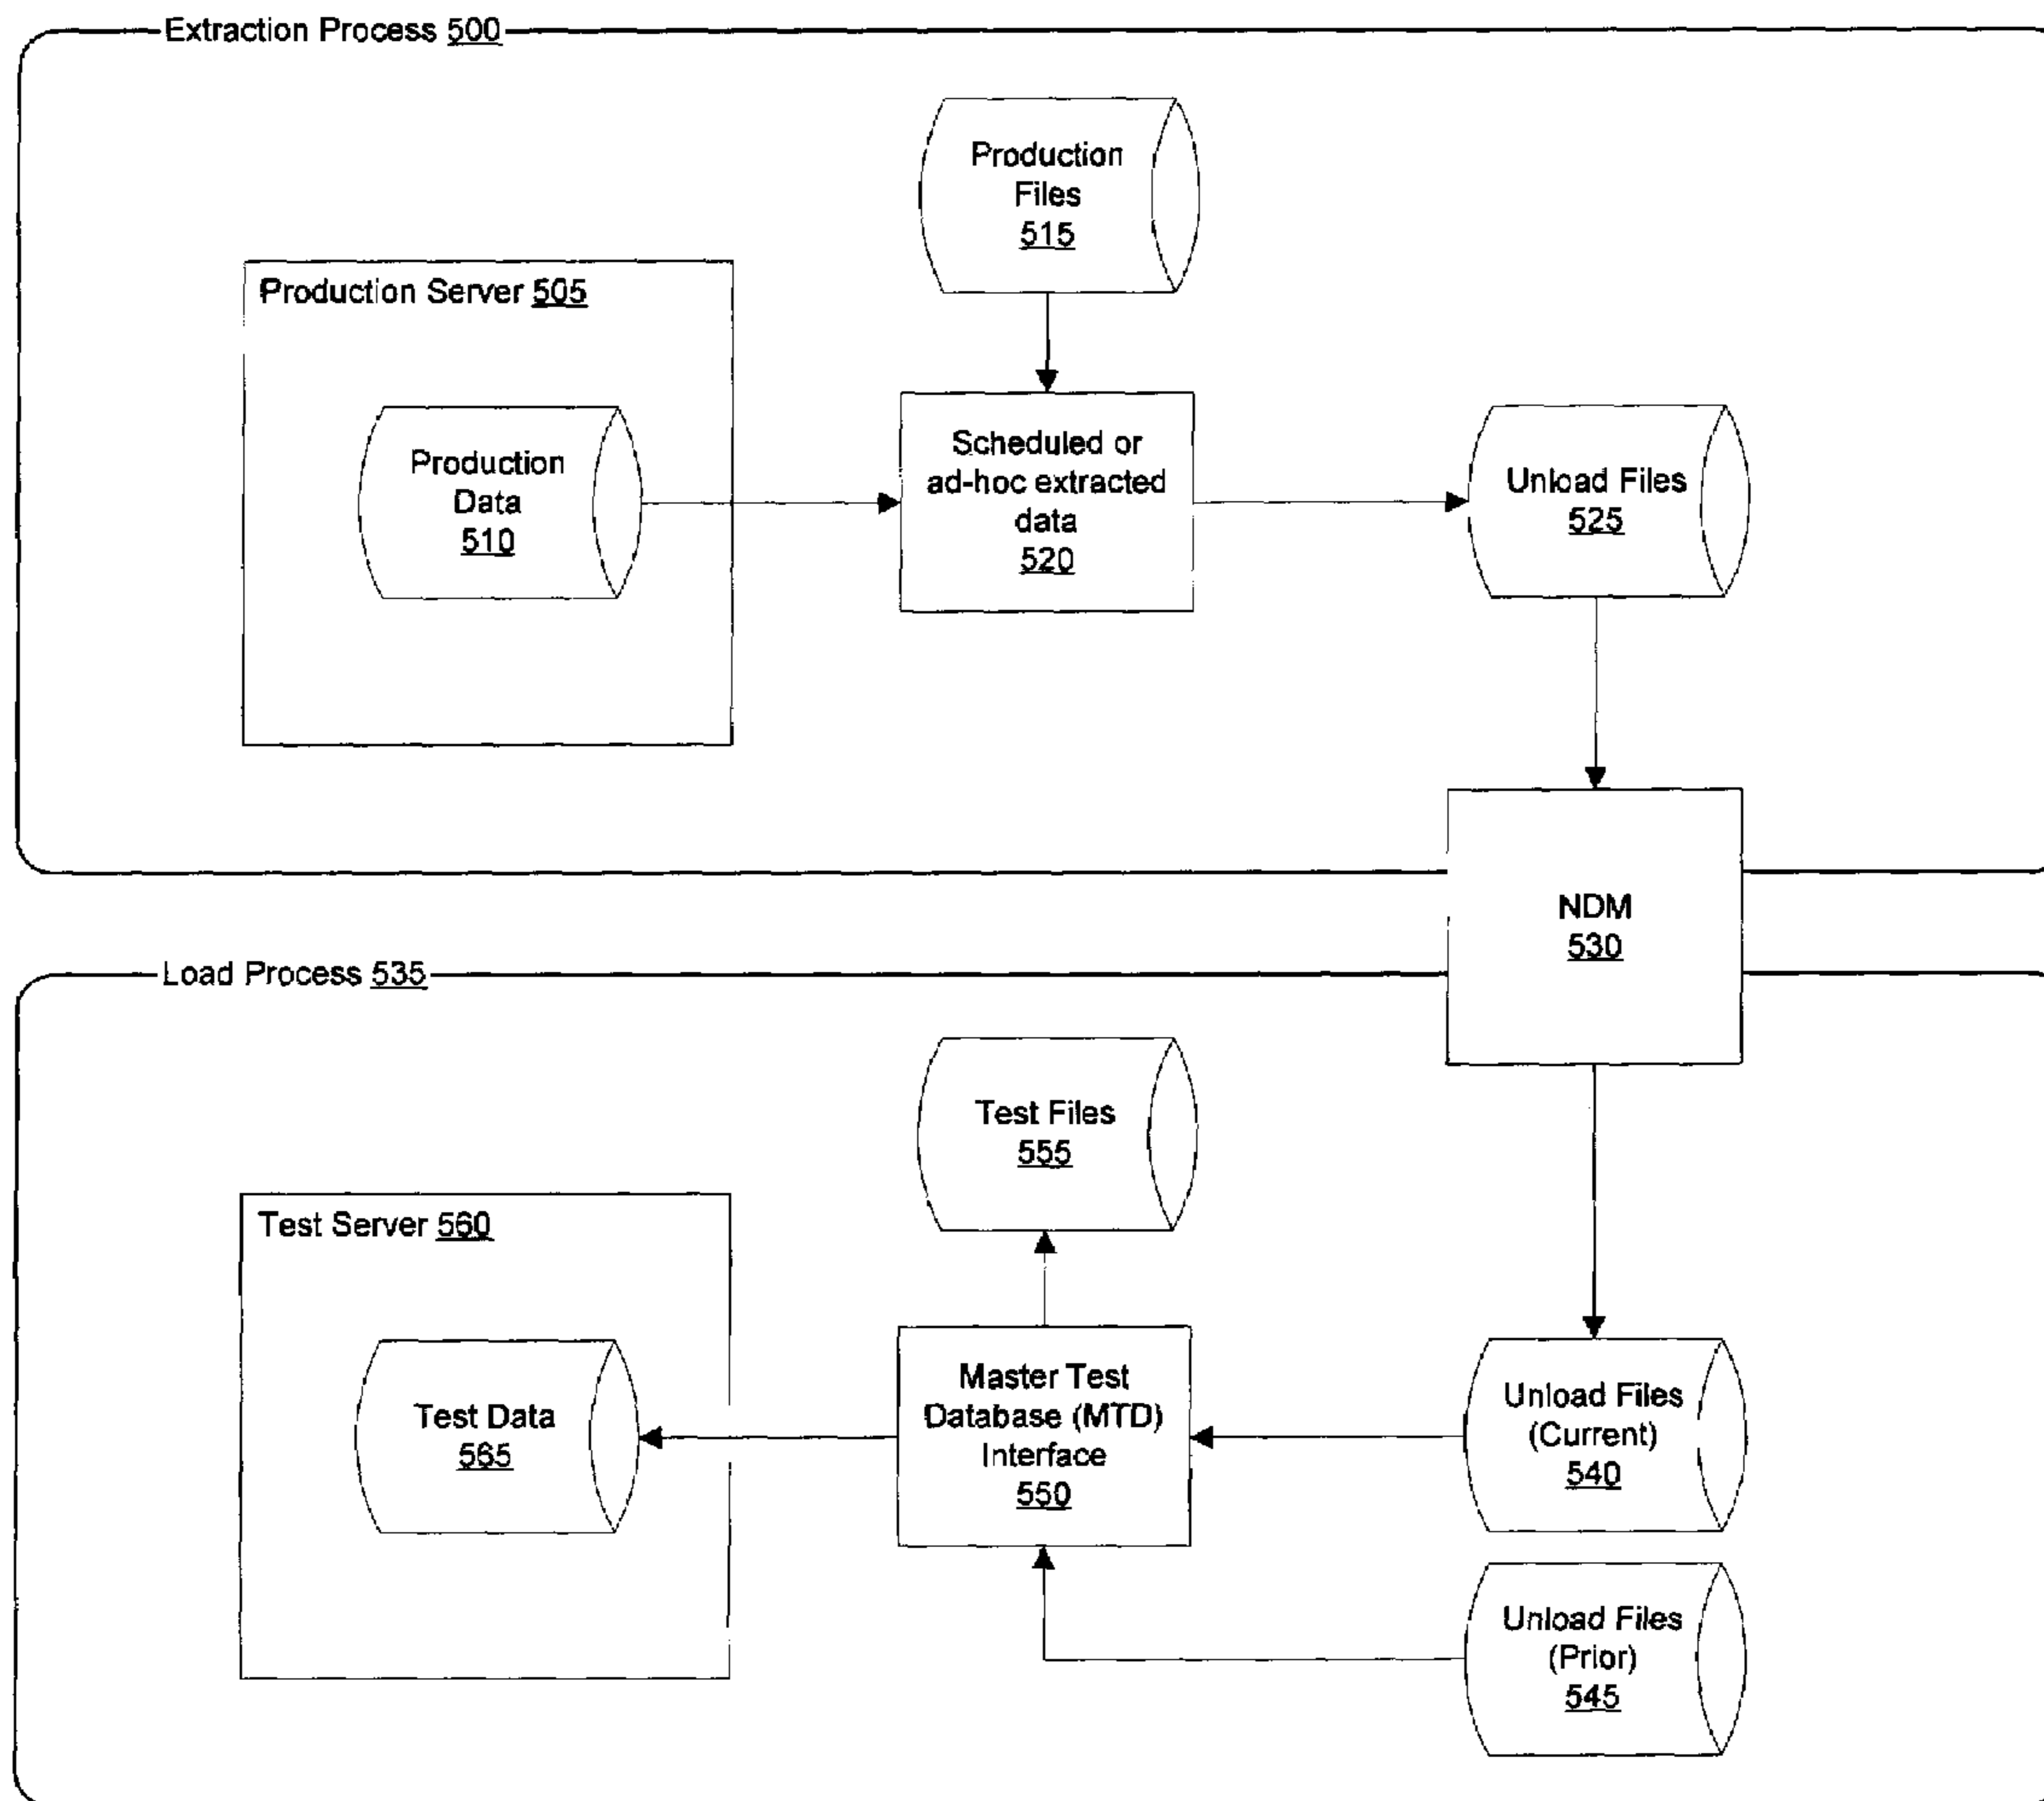 Extraction Process 500
Production
Files
515
Production Server 505
Production
Data
510
Scheduled or
ad-hoc extracted
data
520
Unload Files
525
NDM
530
Load Process 535
Test Files
555
Test Server 560
Test Data
565
Master Test
Database (MTD)
Interface
550
Unload Files
(Current)
540
Unload Files
(Prior)
545